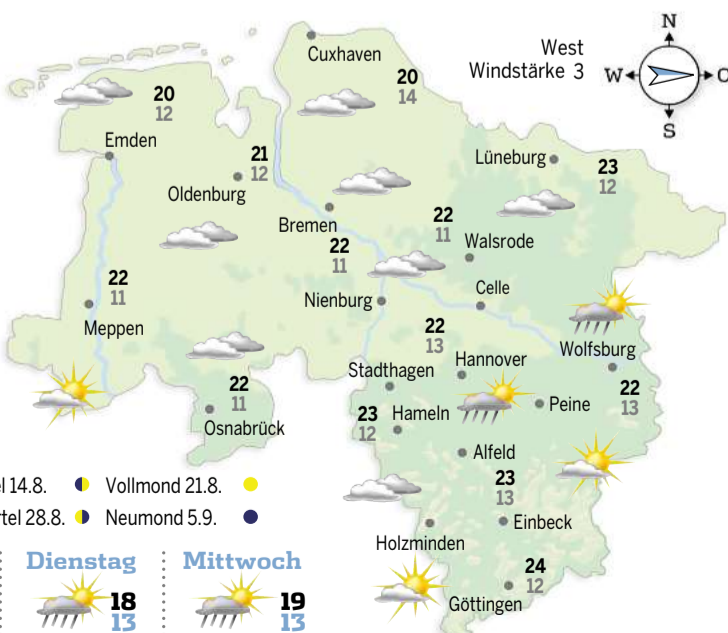 N
West
Windstärke 3
W
O
S
Cuxhaven
20
14
20
12
Emden
21
12
Oldenburg
Lüneburg
23
12
Bremen
22
11
Walsrode
22
11
Nienburg
Celle
22
11
Meppen
Wolfsburg
22
13
22
13
Stadthagen
Hannover
Peine
22
11
Osnabrück
23
12
Hameln
Alfeld
23
13
Einbeck
Holzminden
24
12
Göttingen
14.8.
Vollmond 21.8.
28.8.
Neumond 5.9.
Dienstag
18
13
Mittwoch
19
13